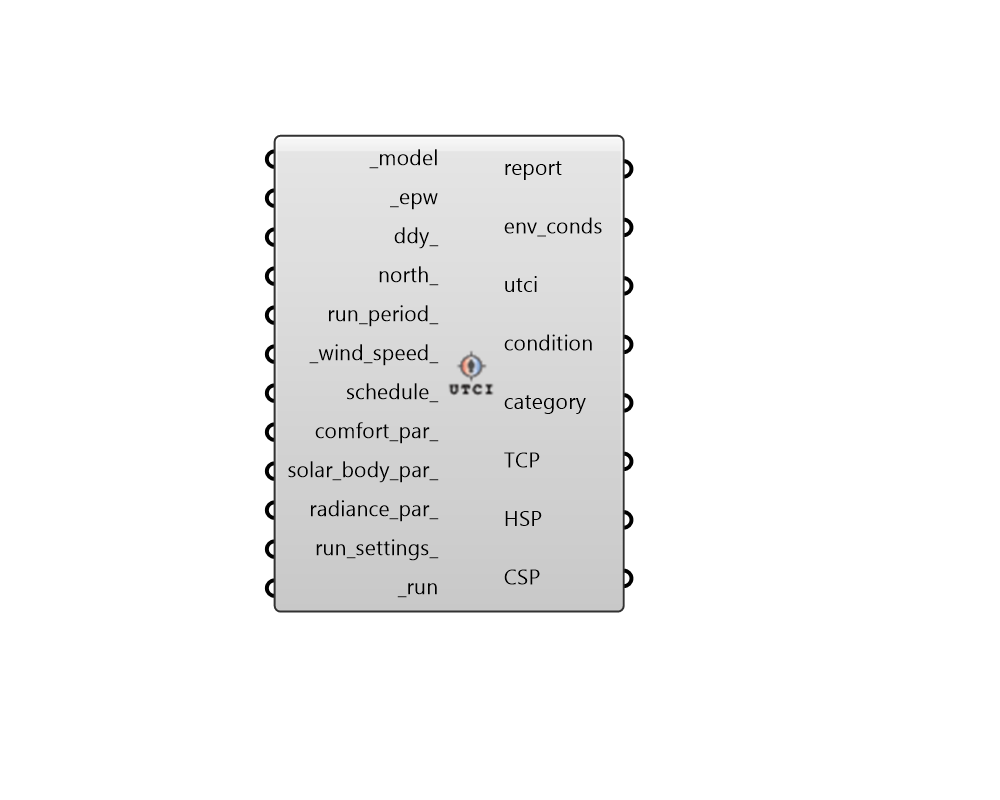 _model
_epw
ddy_
north_
run_period_
_wind_speed_
schedule_
comfort_par_
solar_body_par_
radiance_par_
run_settings_
_run
UTCI
report
env_conds
utci
condition
category
TCP
HSP
CSP